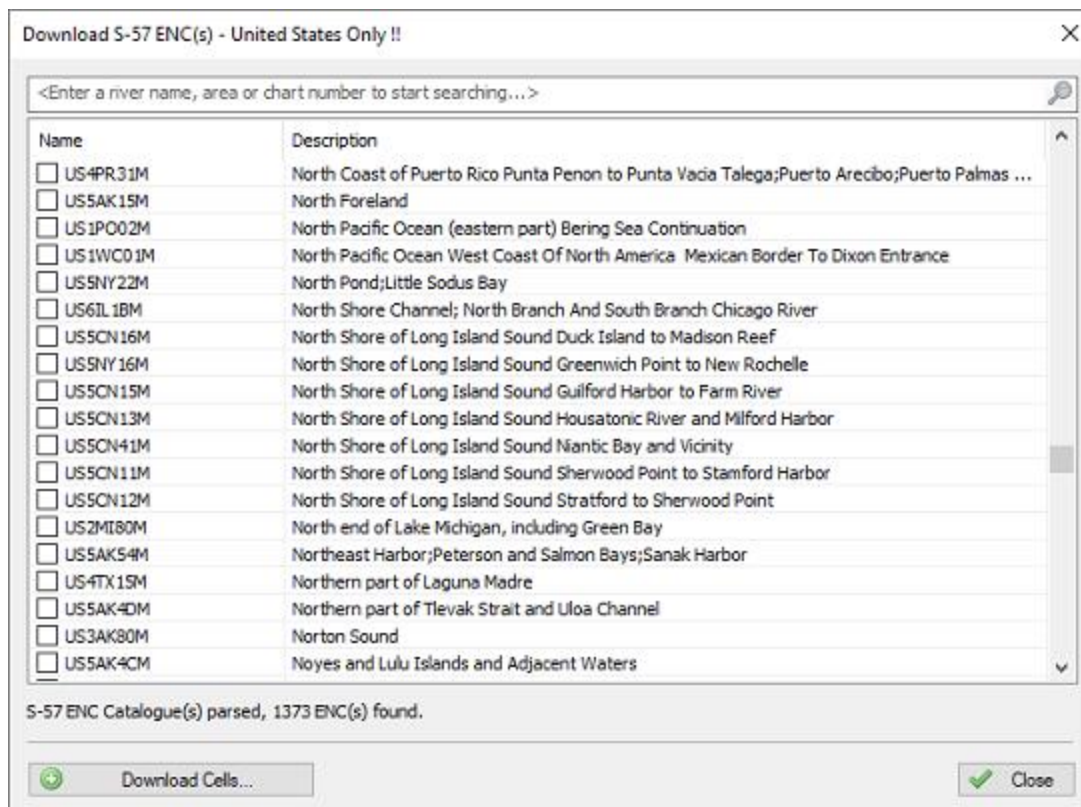 Download S-57 ENC(s) - United States Only !!
<Enter a river name, area or chart number to start searching...>
Name Description
US4PR31M North Coast of Puerto Rico Punta Penon to Punta Vacia Talega;Puerto Arecibo;Puerto Palmas ...
US5AK15M North Foreland
US1PO02M North Pacific Ocean (eastern part) Bering Sea Continuation
US1WC01M North Pacific Ocean West Coast Of North America  Mexican Border To Dixon Entrance
US5NY22M North Pond;Little Sodus Bay
US6IL1BM North Shore Channel; North Branch And South Branch Chicago River
US5CN16M North Shore of Long Island Sound Duck Island to Madison Reef
US5NY16M North Shore of Long Island Sound Greenwich Point to New Rochelle
US5CN15M North Shore of Long Island Sound Guilford Harbor to Farm River
US5CN13M North Shore of Long Island Sound Housatonic River and Milford Harbor
US5CN41M North Shore of Long Island Sound Niantic Bay and Vicinity
US5CN11M North Shore of Long Island Sound Sherwood Point to Stamford Harbor
US5CN12M North Shore of Long Island Sound Stratford to Sherwood Point
US2MI80M North end of Lake Michigan, including Green Bay
US5AK54M Northeast Harbor;Peterson and Salmon Bays;Sanak Harbor
US4TX15M Northern part of Laguna Madre
US5AK4DM Northern part of Tlevak Strait and Uloa Channel
US3AK80M Norton Sound
US5AK4CM Noyes and Lulu Islands and Adjacent Waters
S-57 ENC Catalogue(s) parsed, 1373 ENC(s) found.
Download Cells... Close